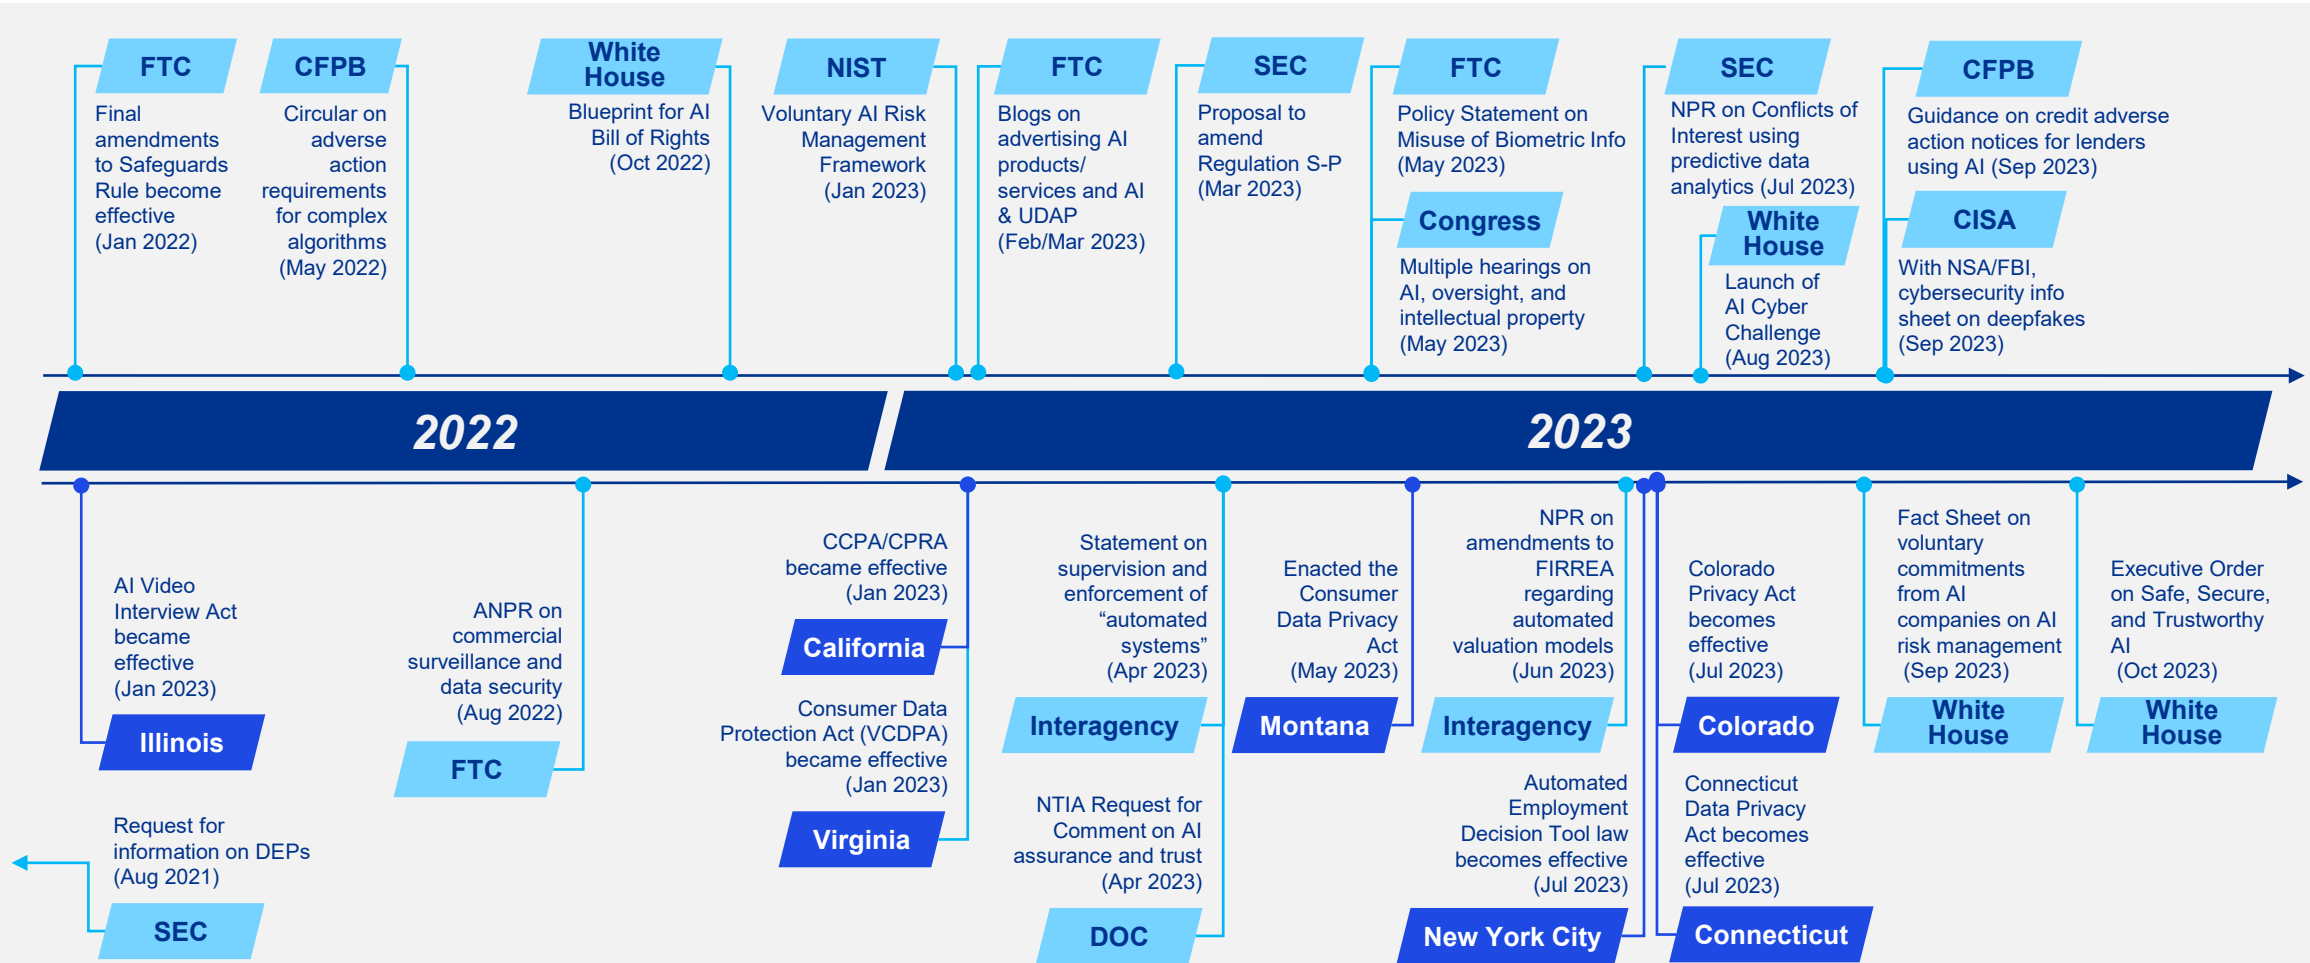 FTC
Final
amendments
to Safeguards
Rule become
effective
(Jan 2022)
CFPB
Circular on
adverse
action
requirements
for complex
algorithms
(May 2022)
White
House
Blueprint for AI
Bill of Rights
(Oct 2022)
NIST
Voluntary AI Risk
Management
Framework
(Jan 2023)
FTC
Blogs on
advertising AI
products/
services and AI
& UDAP
(Feb/Mar 2023)
SEC
Proposal to
amend
Regulation S-P
(Mar 2023)
FTC
Policy Statement on
Misuse of Biometric Info
(May 2023)
Congress
Multiple hearings on
AI, oversight, and
intellectual property
(May 2023)
SEC
NPR on Conflicts of
Interest using
predictive data
analytics (Jul 2023)
White
House
Launch of
AI Cyber
Challenge
(Aug 2023)
CFPB
Guidance on credit adverse
action notices for lenders
using AI (Sep 2023)
CISA
With NSA/FBI,
cybersecurity info
sheet on deepfakes
(Sep 2023)
2022
2023
AI Video
Interview Act
became
effective
(Jan 2023)
Illinois
Request for
information on DEPs
(Aug 2021)
SEC
ANPR on
commercial
surveillance and
data security
(Aug 2022)
FTC
CCPA/CPRA
became effective
(Jan 2023)
California
Consumer Data
Protection Act (VCDPA)
became effective
(Jan 2023)
Virginia
Statement on
supervision and
enforcement of
“automated
systems”
(Apr 2023)
Interagency
NTIA Request for
Comment on AI
assurance and trust
(Apr 2023)
DOC
Enacted the
Consumer
Data Privacy
Act
(May 2023)
Montana
NPR on
amendments to
FIRREA
regarding
automated
valuation models
(Jun 2023)
Interagency
Automated
Employment
Decision Tool law
becomes effective
(Jul 2023)
New York City
Colorado
Privacy Act
becomes
effective
(Jul 2023)
Colorado
Connecticut
Data Privacy
Act becomes
effective
(Jul 2023)
Connecticut
Fact Sheet on
voluntary
commitments
from AI
companies on AI
risk management
(Sep 2023)
White
House
Executive Order
on Safe, Secure,
and Trustworthy
AI
(Oct 2023)
White
House